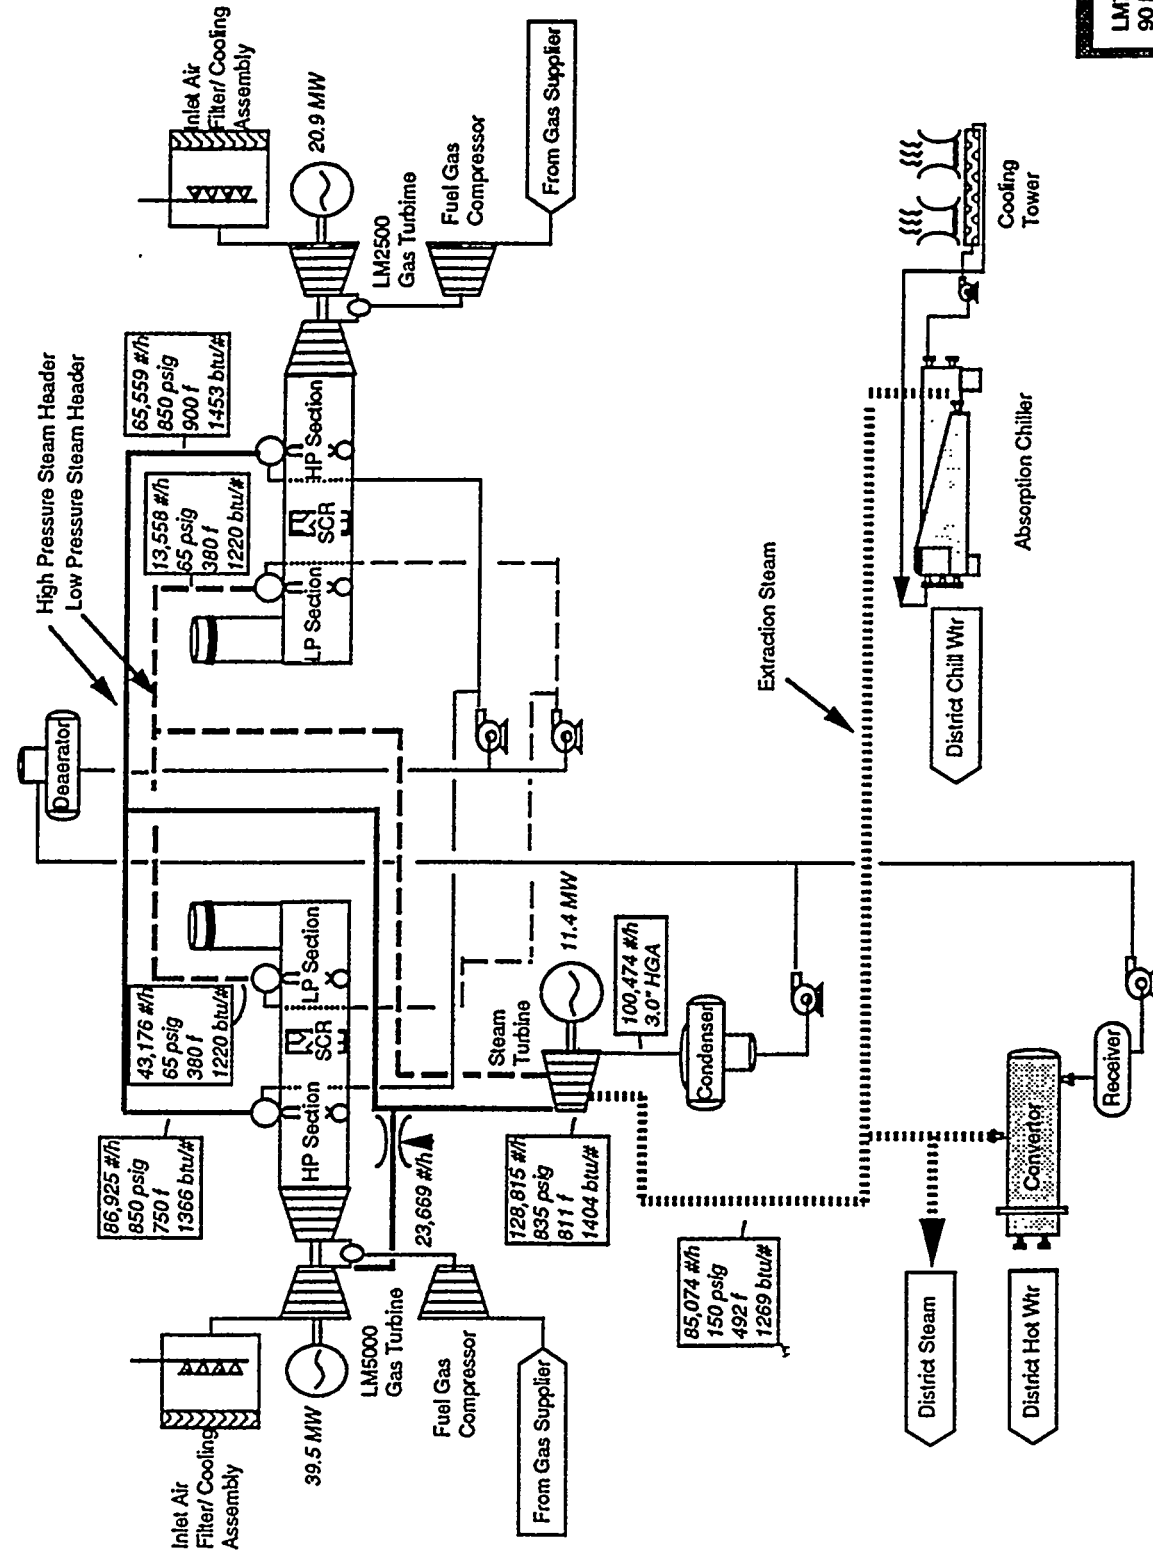 Inlet Air
Filter/ Cooling
Assembly
39.5 MW
LM5000
Gas Turbine
Fuel Gas
Compressor
From Gas Supplier
86,925 #/h
850 psig
750 f
1366 btu/#
43,176 #/h
65 psig
380 f
1220 btu/#
HP Section
SCR
LP Section
23,669 #/h
128,815 #/h
835 psig
811 f
1404 btu/#
Steam
Turbine
11.4 MW
100,474 #/h
3.0" HGA
Condenser
85,074 #/h
150 psig
492 f
1269 btu/#
Deaerator
High Pressure Steam Header
Low Pressure Steam Header
13,558 #/h
65 psig
380 f
1220 btu/#
65,559 #/h
850 psig
900 f
1453 btu/#
LP Section
SCR
HP Section
Inlet Air
Filter/ Cooling
Assembly
20.9 MW
LM2500
Gas Turbime
Fuel Gas
Compressor
From Gas Supplier
Extraction Steam
District Steam
District Hot Wtr
Convertor
Receiver
District Chill Wtr
Absorption Chiller
Cooling
Tower
90